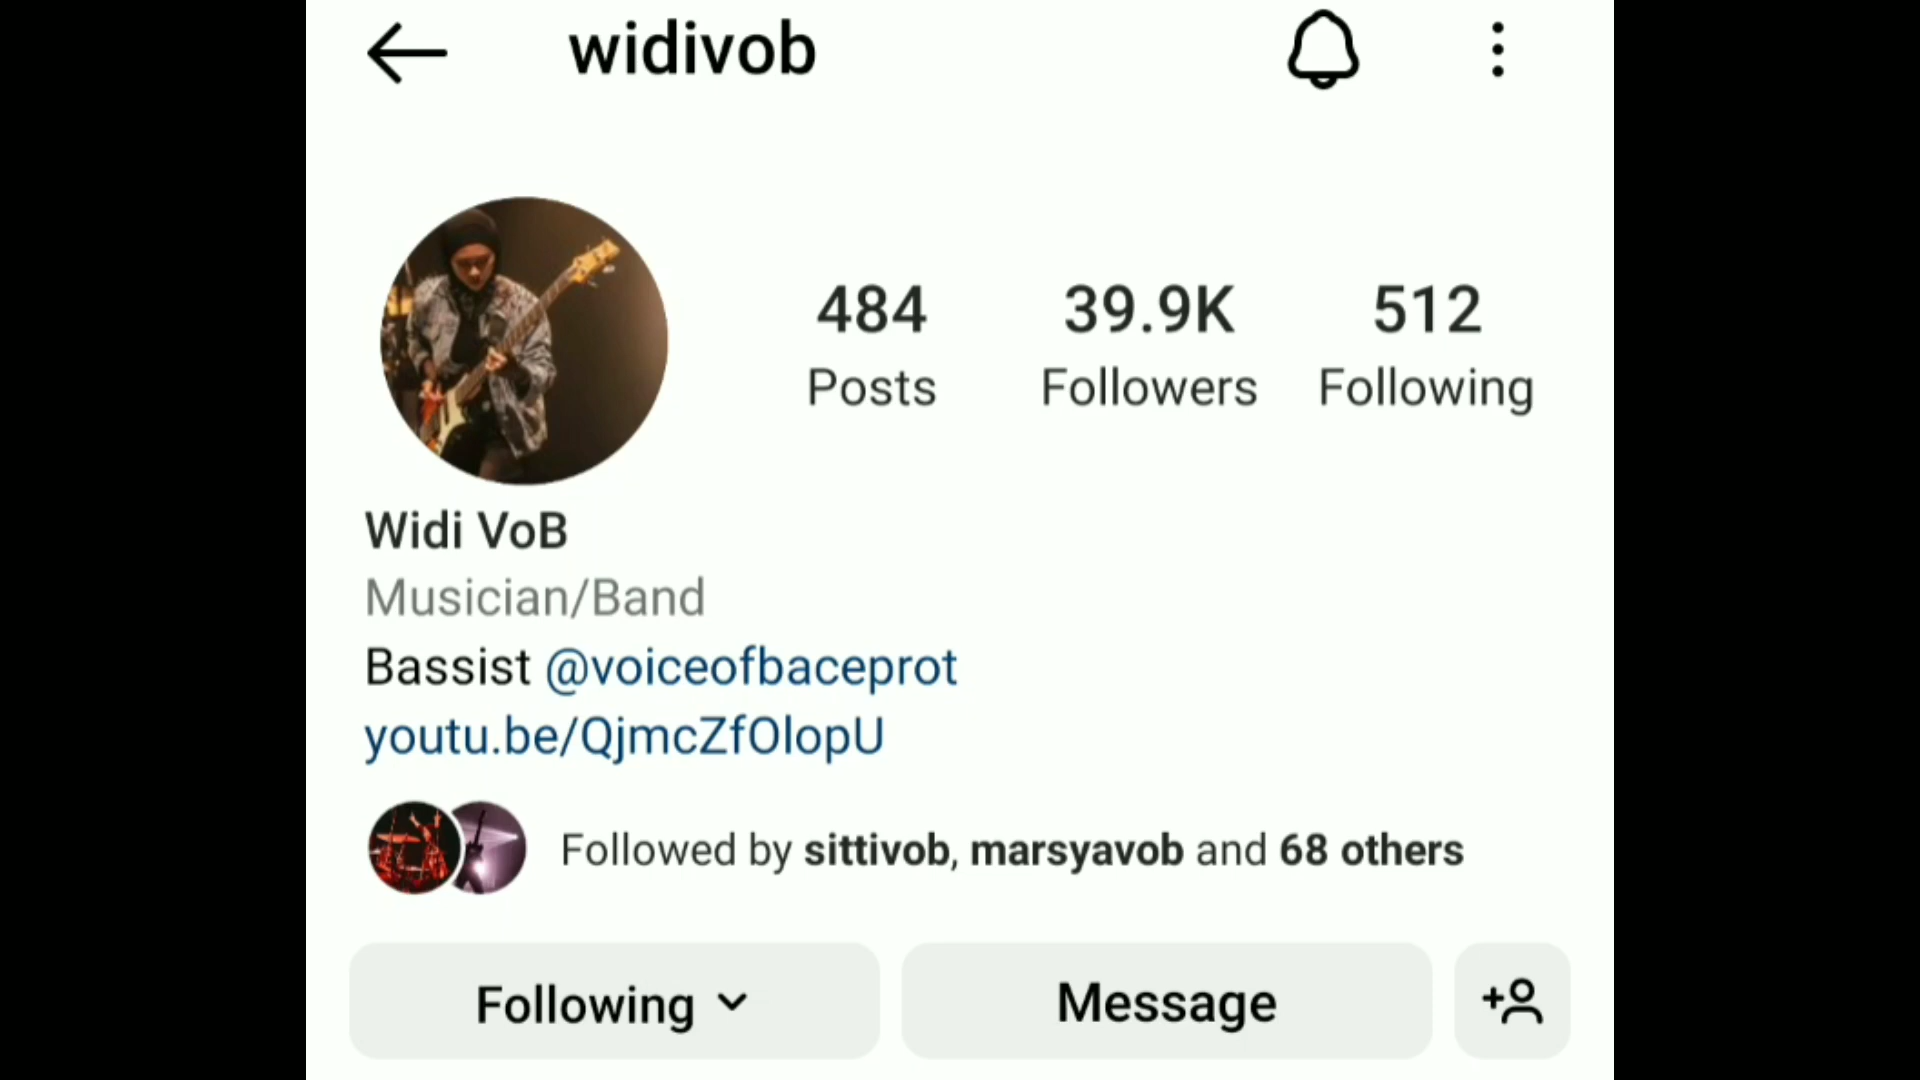 widivob
484 39.9K 512
Posts Followers Following
Widi VoB
Musician/Band
Bassist @voiceofbaceprot
youtu.be/QjmcZfOlopU
Followed by sittivob, marsyavob and 68 others
Following Message